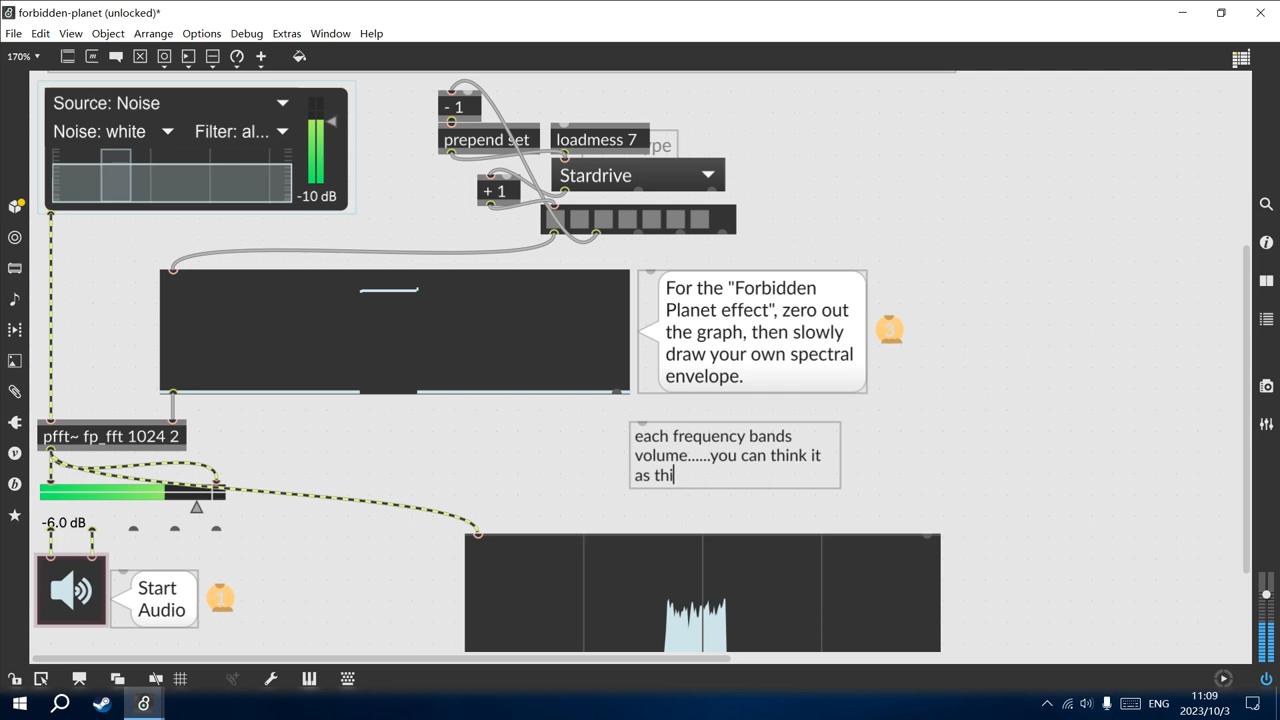 forbidden-planet (unlocked)*
File Edit View Object Arrange Options Debug Extras Window Help
170%
Source: Noise
Noise: white Filter: al...
-10 dB
- 1
prepend set
loadmess 7
ype
Stardrive
+ 1
For the "Forbidden
Planet effect", zero out
the graph, then slowly
draw your own spectral
envelope.
3
pfft~ fp_fft 1024 2
each frequency bands
volume......you can think it
as thi
-6.0 dB
Start
Audio
1
ENG
11:09
2023/10/3